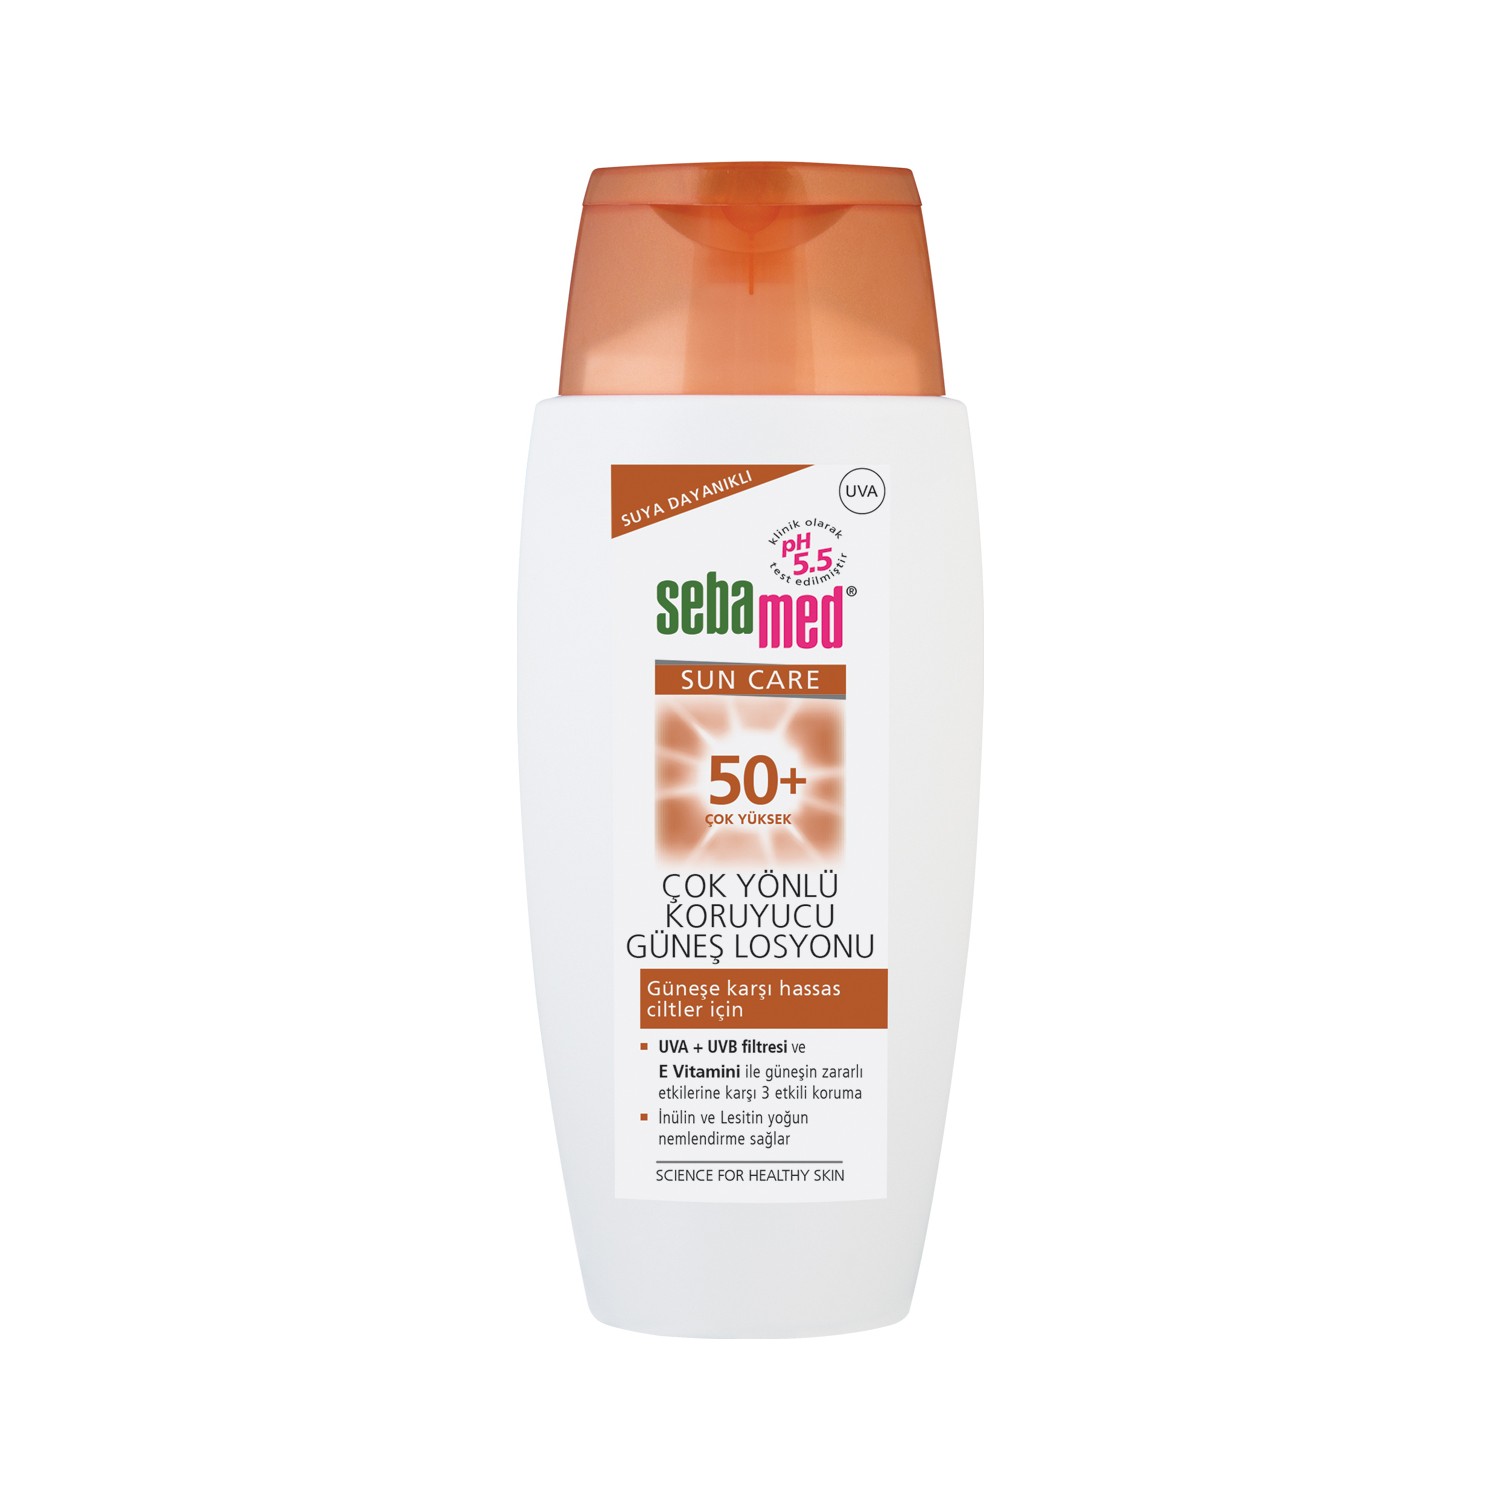 SUYA DAYANIKLI
UVA
klinik olarak
pH
5.5
test edilmiştir
sebamed®
SUN CARE
50+
ÇOK YÜKSEK
ÇOK YÖNLÜ
KORUYUCU
GÜNEŞ LOSYONU
Güneşe karşı hassas
ciltler için
UVA + UVB filtresi ve
E Vitamini ile güneşin zararlı
etkilerine karşı 3 etkili koruma
İnülin ve Lesitin yoğun
nemlendirme sağlar
SCIENCE FOR HEALTHY SKIN